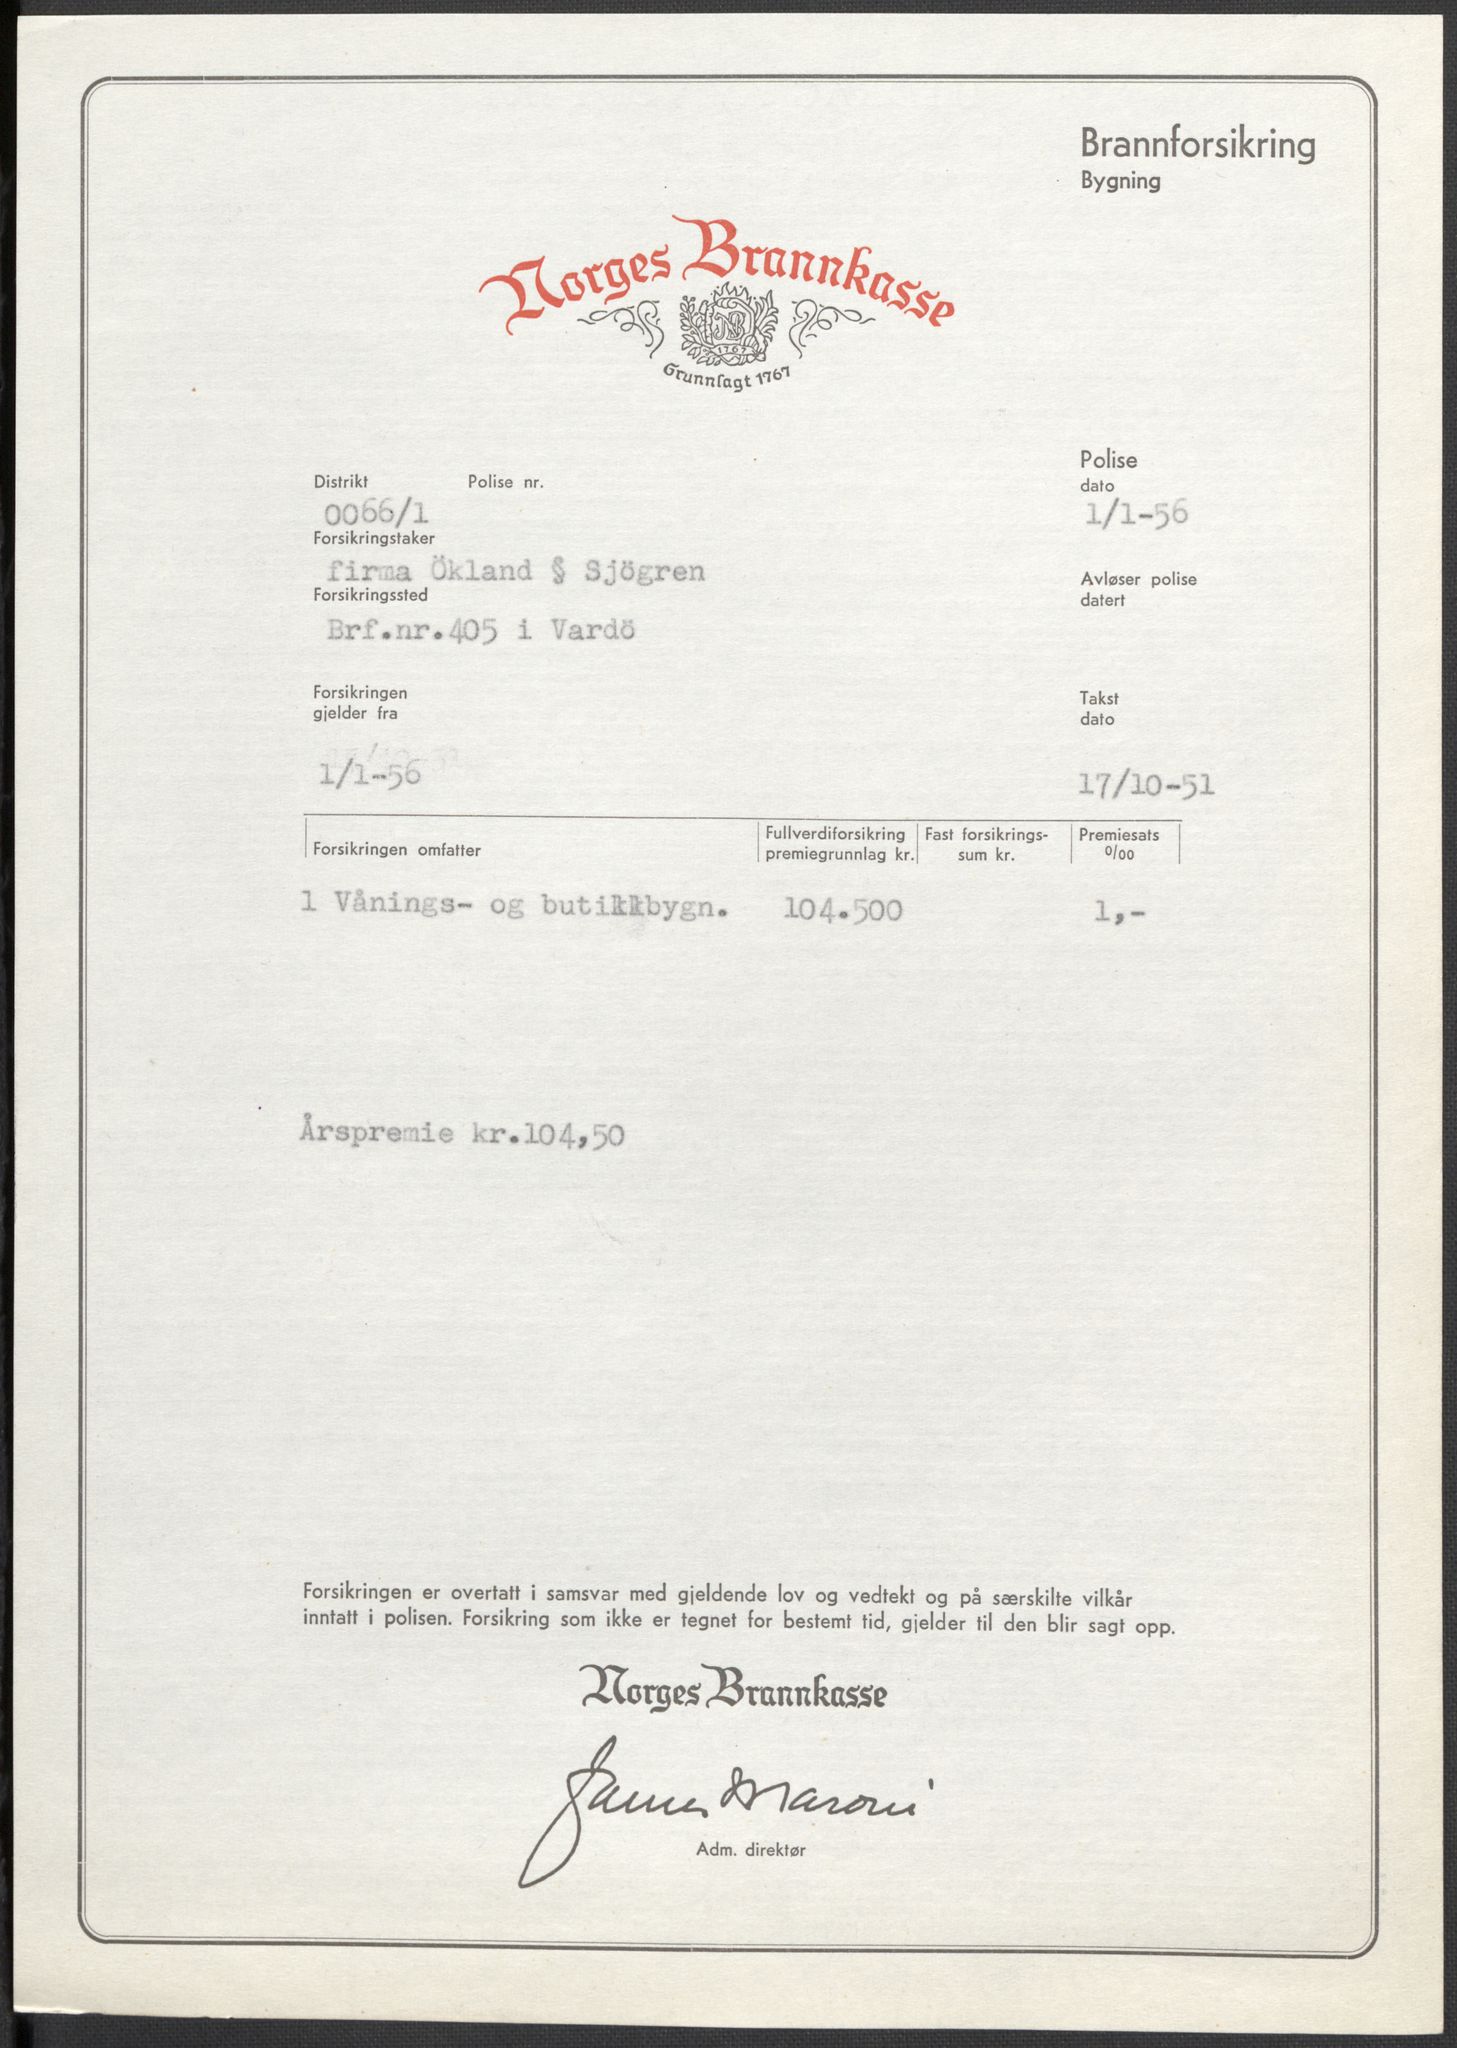 Brannforsikring
Bygning
Norges Brannkasse
NB
1767
Grunnlagt 1767
Distrikt Polise nr.
0066/1
Polise
dato
1/1-56
Forsikringstaker
firma Ökland § Sjögren
Forsikringssted
Brf.nr.405 i Vardö
Avløser polise
datert
Forsikringen
gjelder fra
1/1-56
Takst
dato
17/10-51
Forsikringen omfatter
Fullverdiforsikring
premiegrunnlag kr.
Fast forsikrings-
sum kr.
Premiesats
0/00
1 Vånings- og butikkbygn. 104.500 1,-
Årspremie kr.104,50
Forsikringen er overtatt i samsvar med gjeldende lov og vedtekt og på særskilte vilkår
inntatt i polisen. Forsikring som ikke er tegnet for bestemt tid, gjelder til den blir sagt opp.
Norges Brannkasse
James Maroni
Adm. direktør